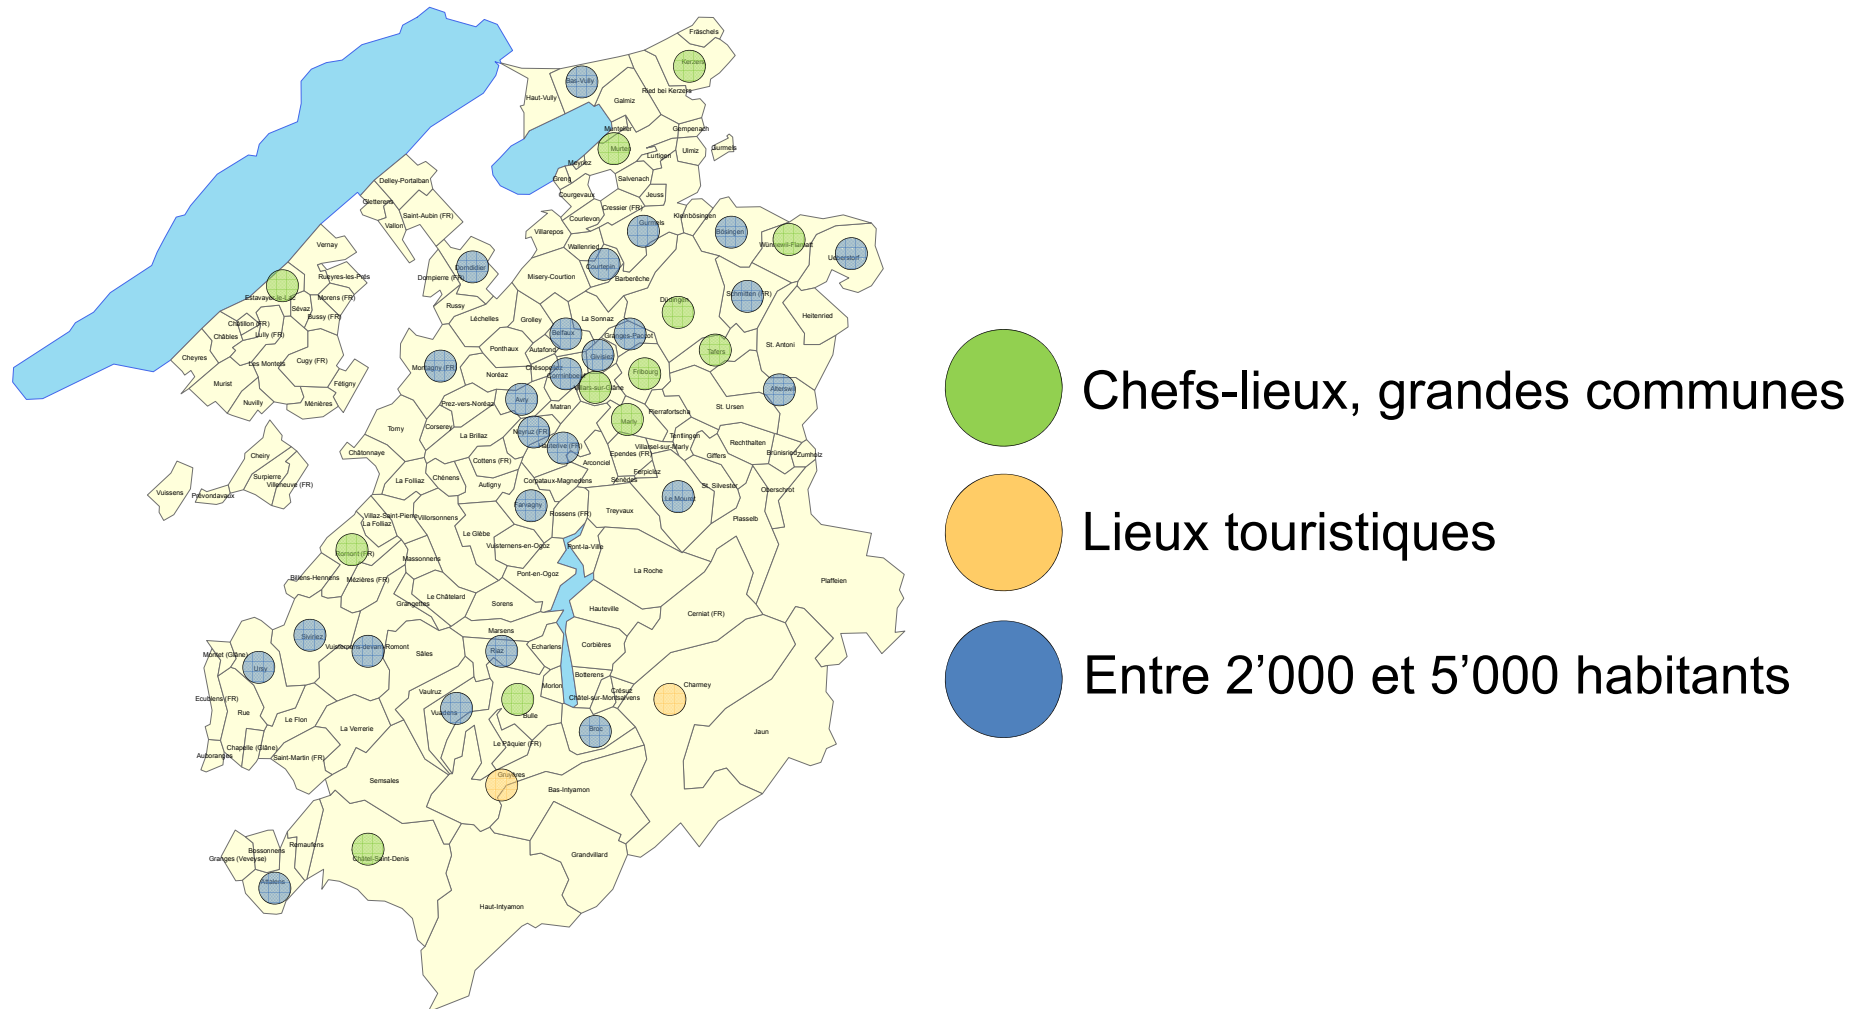 Fräschels
Kerzers
Bas-Vully
Haut-Vully
Ried bei Kerzers
Galmiz
Muntelier
Gempenach
Murten
Lurtigen
Ulmiz
Gurmels
Meyriez
Greng
Salvenach
Courgevaux
Jeuss
Cressier (FR)
Kleinbösingen
Courlevon
Gurmels
Delley-Portalban
Gletterens
Saint-Aubin (FR)
Vallon
Villarepos
Bösingen
Wünnewil-Flamatt
Ueberstorf
Vernay
Wallenried
Courtepin
Barberêche
Domdidier
Dompierre (FR)
Misery-Courtion
Rueyres-les-Prés
Estavayer-le-Lac
Morens (FR)
Sévaz
Bussy (FR)
Russy
Düdingen
Schmitten (FR)
Heitenried
Châtillon (FR)
Lully (FR)
Châbles
Léchelles
Grolley
La Sonnaz
Belfaux
Granges-Paccot
St. Antoni
Cheyres
Les Montets
Cugy (FR)
Ponthaux
Autafond
Givisiez
Tafers
Montagny (FR)
Noréaz
Chésopelloz
Corminboeuf
Fribourg
Murist
Fétigny
Villars-sur-Glâne
Alterswil
Nuvilly
Ménières
Prez-vers-Noréaz
Avry
Matran
Pierrafortscha
St. Ursen
Marly
Torny
Corserey
La Brillaz
Neyruz (FR)
Tentlingen
Rechthalten
Hauterive (FR)
Villarsel-sur-Marly
Brünisried
Zumholz
Châtonnaye
Cheiry
Cottens (FR)
Arconciel
Ependes (FR)
Giffers
Ferpicloz
Surpierre
Villeneuve (FR)
Vuissens
Prévondavaux
La Folliaz
Chénens
Autigny
Corpataux-Magnedens
Senèdes
St. Silvester
Oberschrot
Le Mouret
Farvagny
Rossens (FR)
Treyvaux
Plasselb
Villaz-Saint-Pierre
La Folliaz
Villorsonnens
Le Glèbe
Vuisternens-en-Ogoz
Pont-la-Ville
Romont (FR)
Massonnens
La Roche
Plaffeien
Billens-Hennens
Mézières (FR)
Pont-en-Ogoz
Grangettes
Le Châtelard
Sorens
Hauteville
Cerniat (FR)
Siviriez
Marsens
Vuisternens-devant-Romont
Sâles
Riaz
Echarlens
Corbières
Montet (Glâne)
Ursy
Botterens
Ecublens (FR)
Vaulruz
Morlon
Crésuz
Châtel-sur-Montsalvens
Charmey
Rue
Le Flon
Vuadens
Bulle
La Verrerie
Broc
Jaun
Auboranges
Chapelle (Glâne)
Saint-Martin (FR)
Le Pâquier (FR)
Semsales
Gruyères
Bas-Intyamon
Remaufens
Bossonnens
Granges (Veveyse)
Châtel-Saint-Denis
Grandvillard
Attalens
Haut-Intyamon
Chefs-lieux, grandes communes
Lieux touristiques
Entre 2’000 et 5’000 habitants